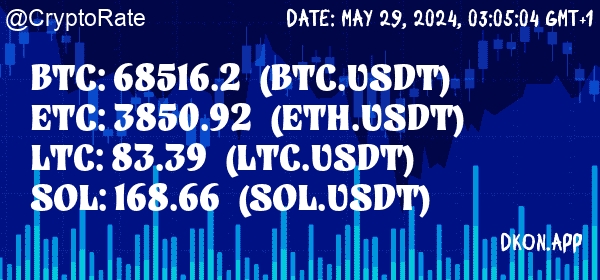 @CryptoRate
DATE: MAY 29, 2024, 03:05:04 GMT+1
BTC: 68516.2 (BTC.USDT)
ETC: 3850.92 (ETH.USDT)
LTC: 83.39 (LTC.USDT)
SOL: 168.66 (SOL.USDT)
DKON.APP